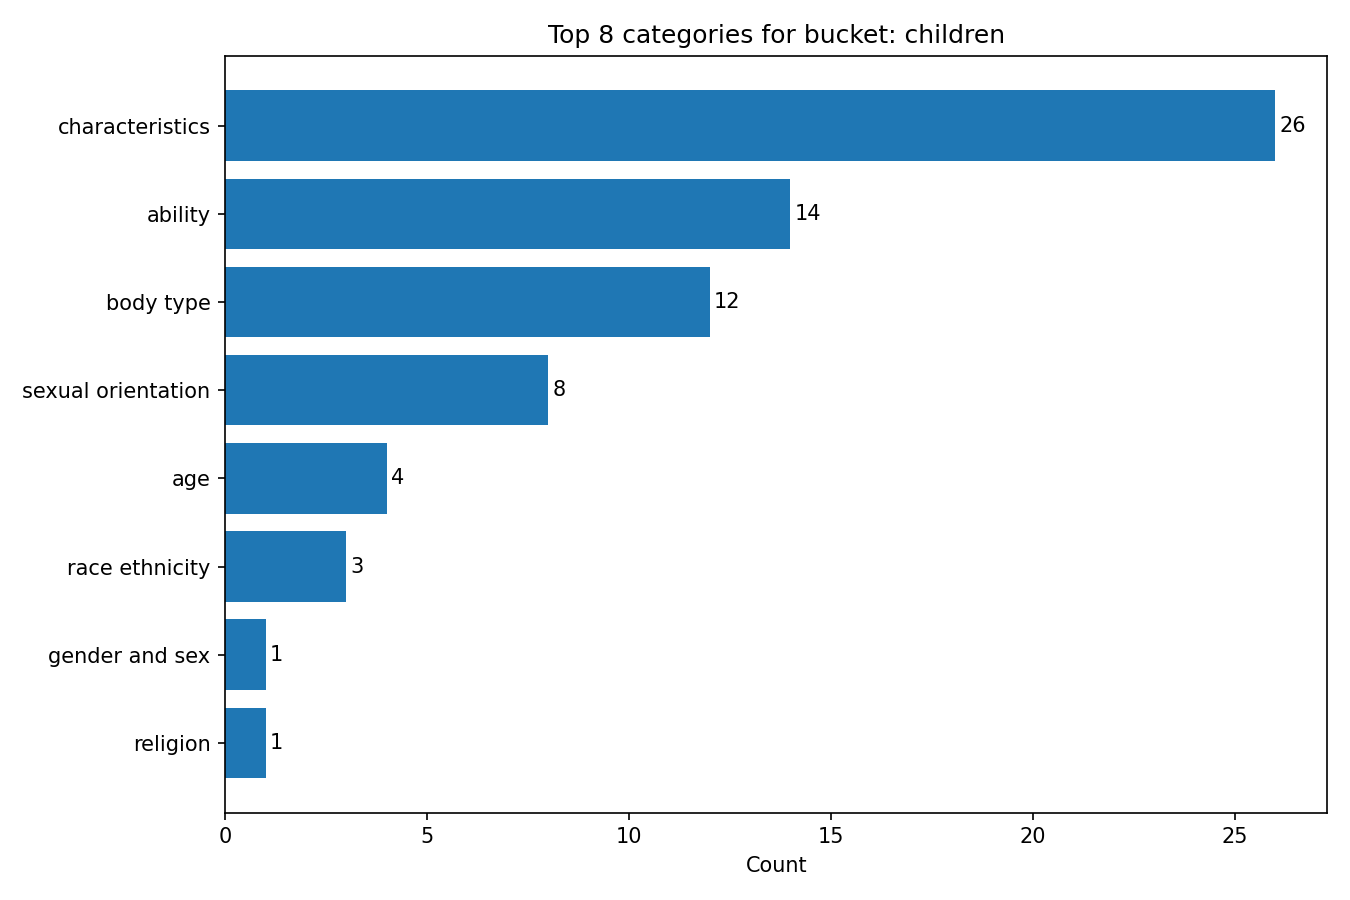 Top 8 categories for bucket: children
characteristics 26
ability 14
body type 12
sexual orientation 8
age 4
race ethnicity 3
gender and sex 1
religion 1
0 5 10 15 20 25
Count